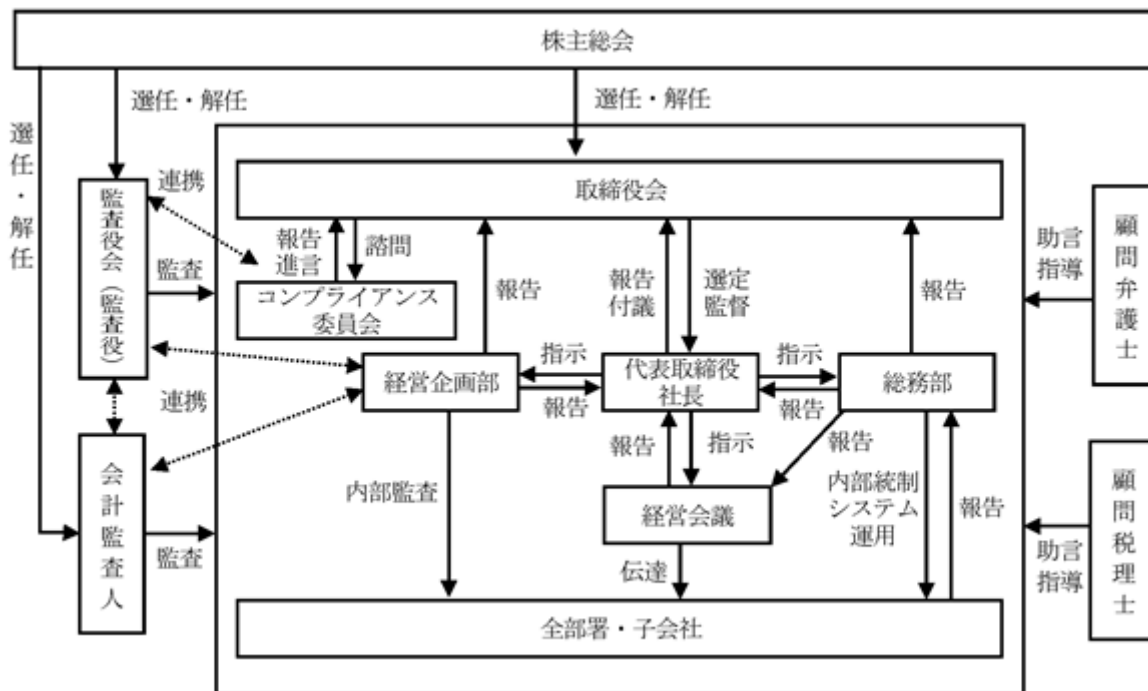 株主総会
選任・解任
選任・解任
選任・解任
取締役会
連携
監査役会（監査役）
監査
報告
進言
諮問
コンプライアンス
委員会
報告
報告
付議
選定
監督
報告
助言
指導
顧問弁護士
経営企画部
指示
報告
代表取締役
社長
指示
報告
総務部
連携
報告
指示
報告
経営会議
内部監査
内部統制
システム
運用
報告
会計監査人
監査
伝達
助言
指導
顧問税理士
全部署・子会社